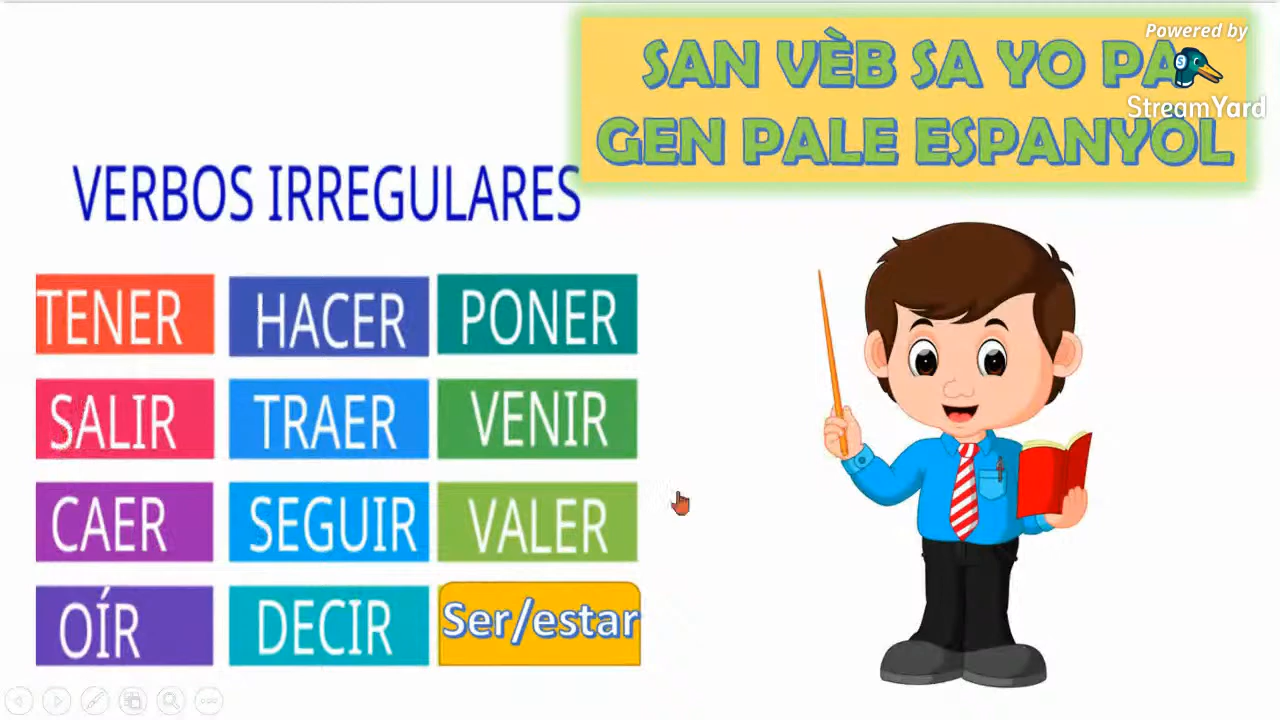 Powered by
StreamYard
SAN VÈB SA YO PA
GEN PALE ESPANYÒL
VERBOS IRREGULARES
TENER HACER PONER
SALIR TRAER VENIR
CAER SEGUIR VALER
OÍR DECIR Ser/estar